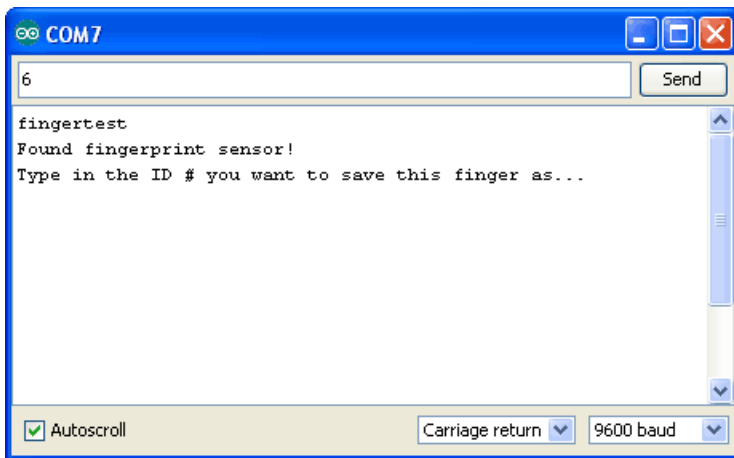 COM7
6
Send
fingertest
Found fingerprint sensor!
Type in the ID # you want to save this finger as...
Autoscroll
Carriage return
9600 baud